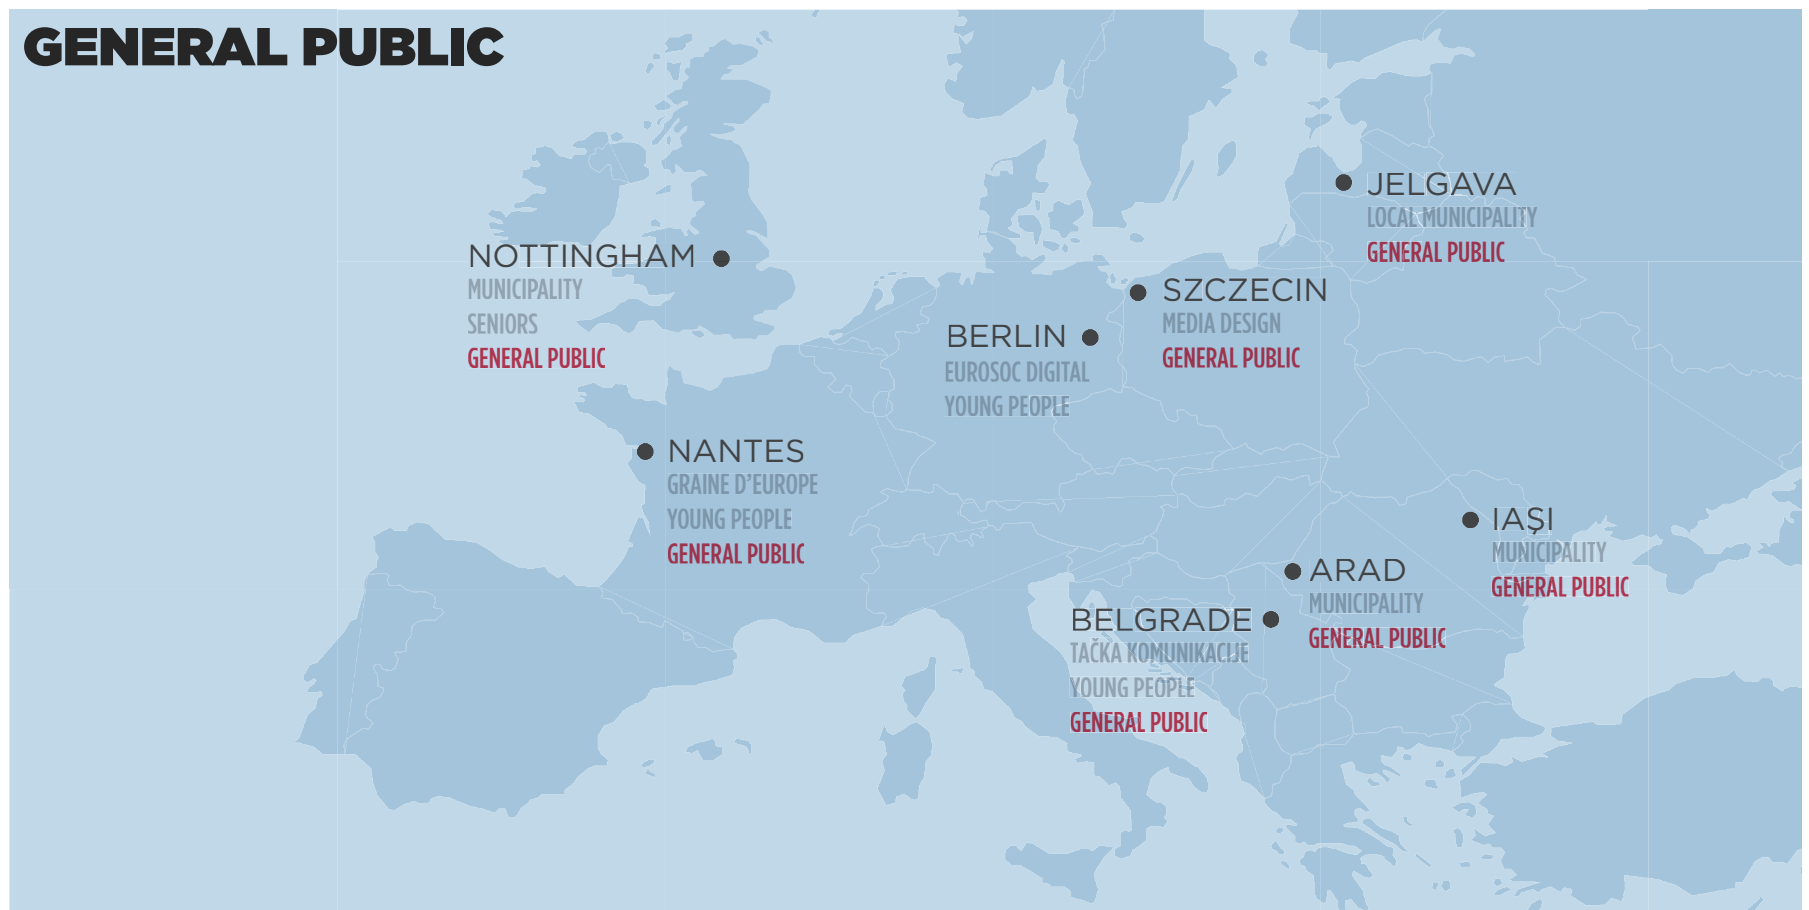 GENERAL PUBLIC
JELGAVA
LOCAL MUNICIPALITY
GENERAL PUBLIC
NOTTINGHAM
MUNICIPALITY
SENIORS
GENERAL PUBLIC
SZCZECIN
MEDIA DESIGN
GENERAL PUBLIC
BERLIN
EUROSOC DIGITAL
YOUNG PEOPLE
NANTES
GRAINE D'EUROPE
YOUNG PEOPLE
GENERAL PUBLIC
IAŞI
MUNICIPALITY
GENERAL PUBLIC
ARAD
MUNICIPALITY
GENERAL PUBLIC
BELGRADE
TAČKA KOMUNIKACIJE
YOUNG PEOPLE
GENERAL PUBLIC